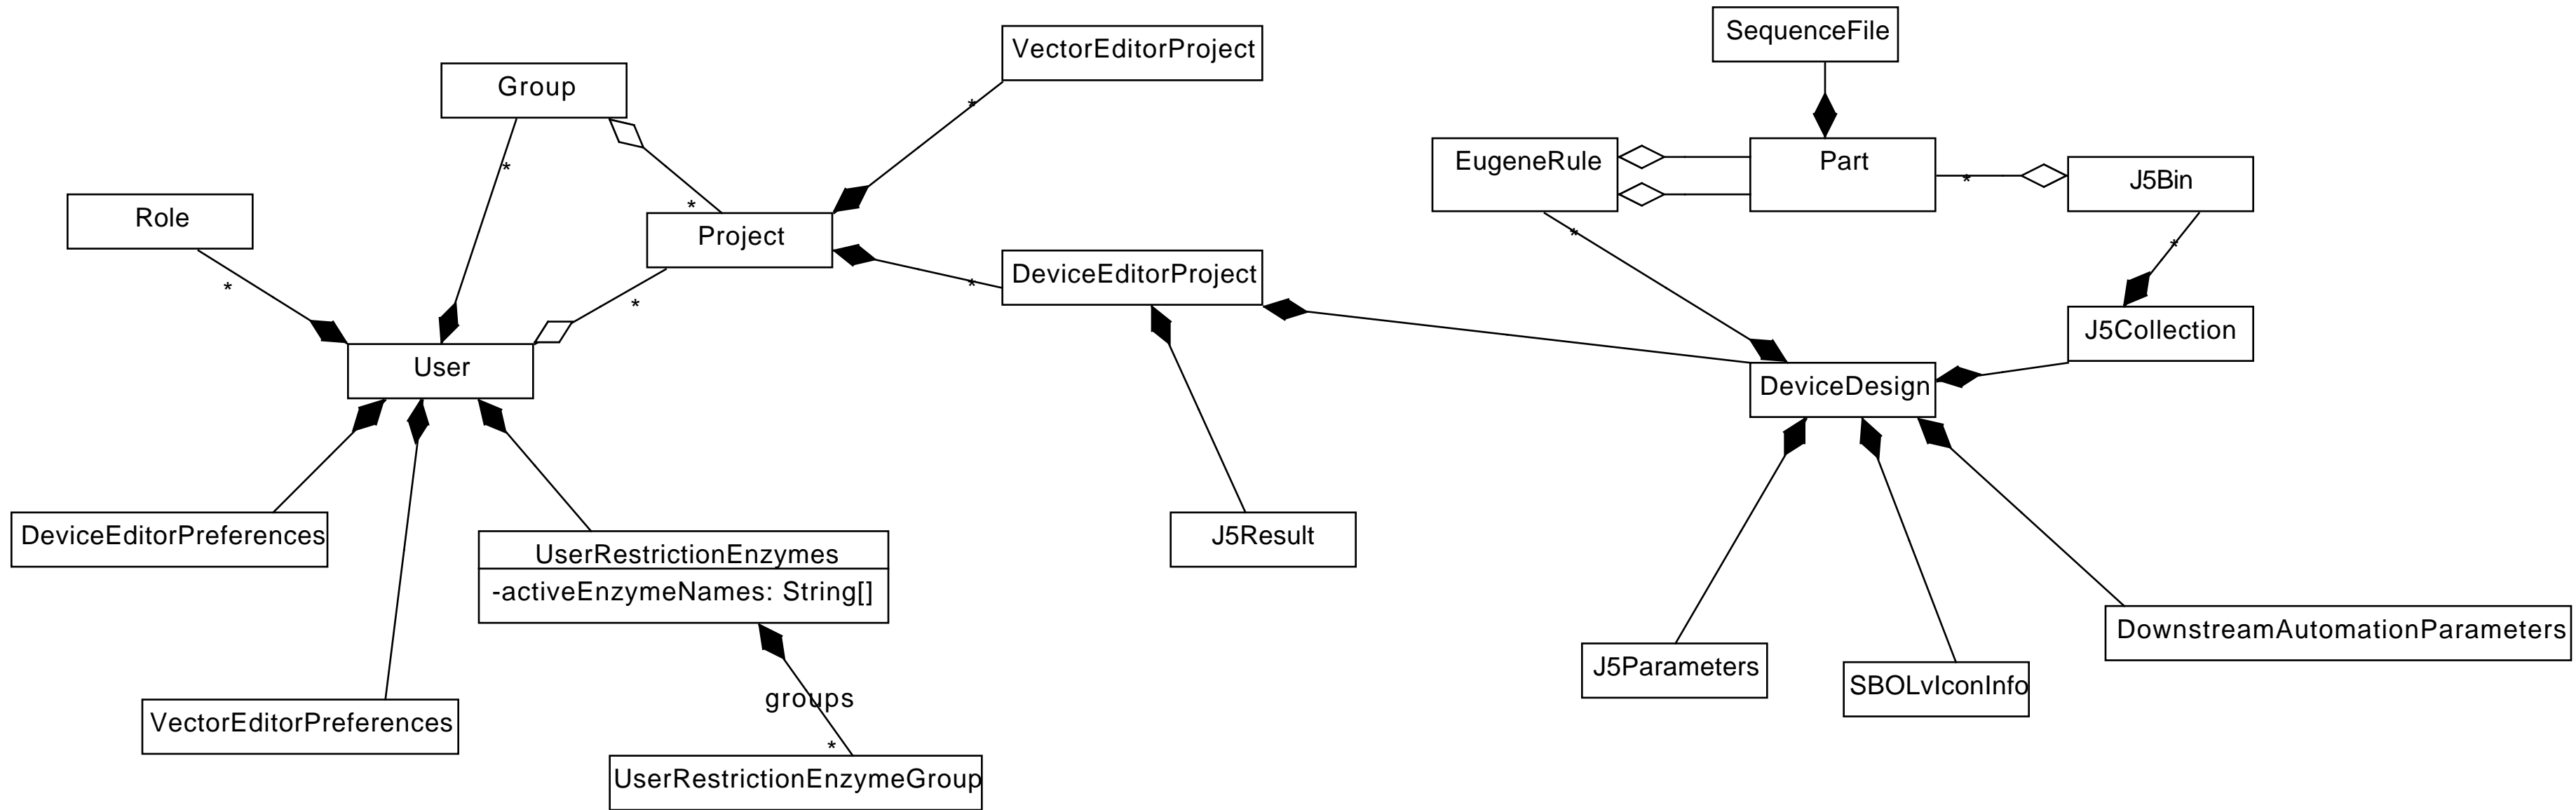 SequenceFile
VectorEditorProject
Group
*
EugeneRule
Part
J5Bin
*
*
Role
*
Project
*
*
DeviceEditorProject
*
*
*
J5Collection
User
DeviceDesign
DeviceEditorPreferences
UserRestrictionEnzymes
-activeEnzymeNames: String[]
J5Result
DownstreamAutomationParameters
J5Parameters
SBOLvIconInfo
groups
VectorEditorPreferences
*
UserRestrictionEnzymeGroup